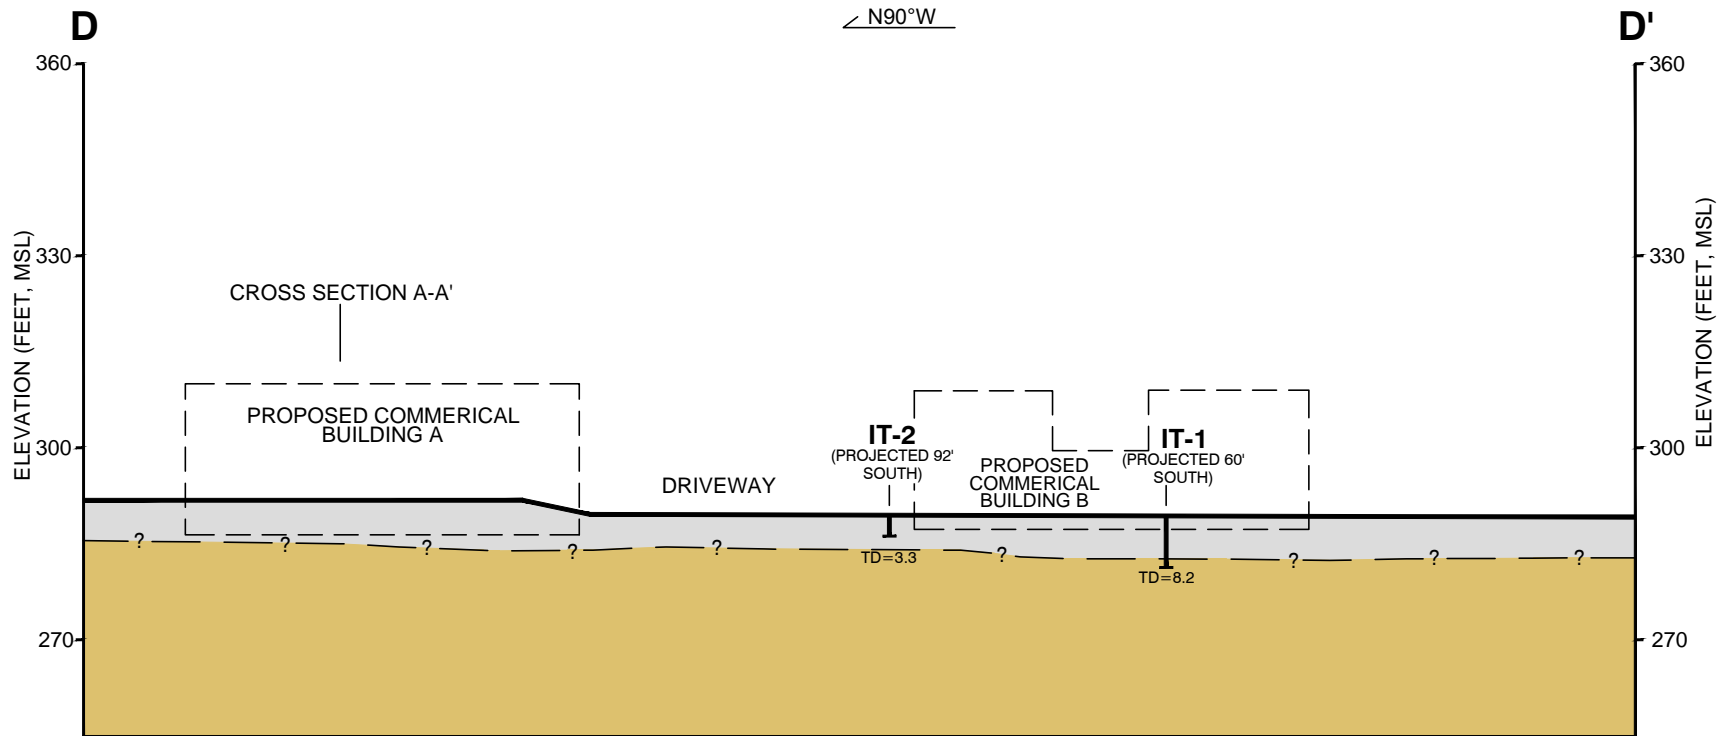 D
N90°W
D'
360
360
ELEVATION (FEET, MSL)
330
330
ELEVATION (FEET, MSL)
CROSS SECTION A-A'
PROPOSED COMMERICAL
BUILDING A
300
300
IT-2
(PROJECTED 92'
SOUTH)
IT-1
(PROJECTED 60'
SOUTH)
PROPOSED
COMMERICAL
BUILDING B
DRIVEWAY
? ? ? ? ? ? ? ? ?
TD=3.3
TD=8.2
270
270